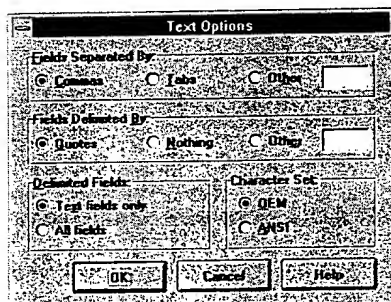 Text Options
Fields Separated By:
Commas Tabs Other
Fields Delimited By:
Quotes Nothing Other
Delimited Fields: Character Set:
Text fields only OEM
All fields ANSI
OK Cancel Help